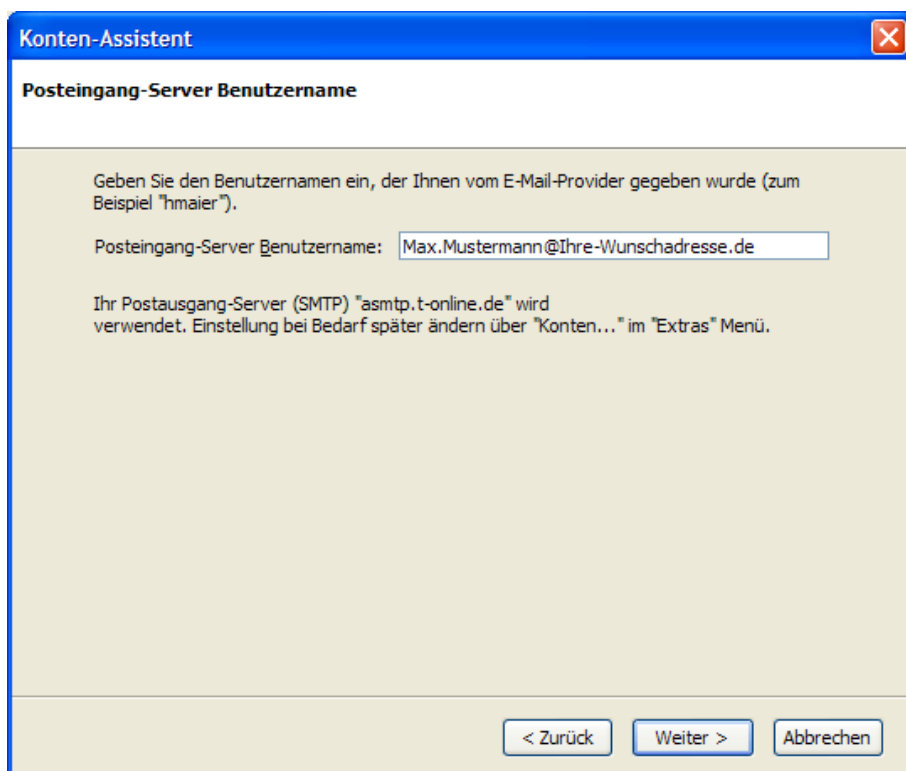 Konten-Assistent
Posteingang-Server Benutzername
Geben Sie den Benutzernamen ein, der Ihnen vom E-Mail-Provider gegeben wurde (zum
Beispiel "hmaier").
Posteingang-Server Benutzername: Max.Mustermann@Ihre-Wunschadresse.de
Ihr Postausgang-Server (SMTP) "asmtp.t-online.de" wird
verwendet. Einstellung bei Bedarf später ändern über "Konten..." im "Extras" Menü.
< Zurück Weiter > Abbrechen